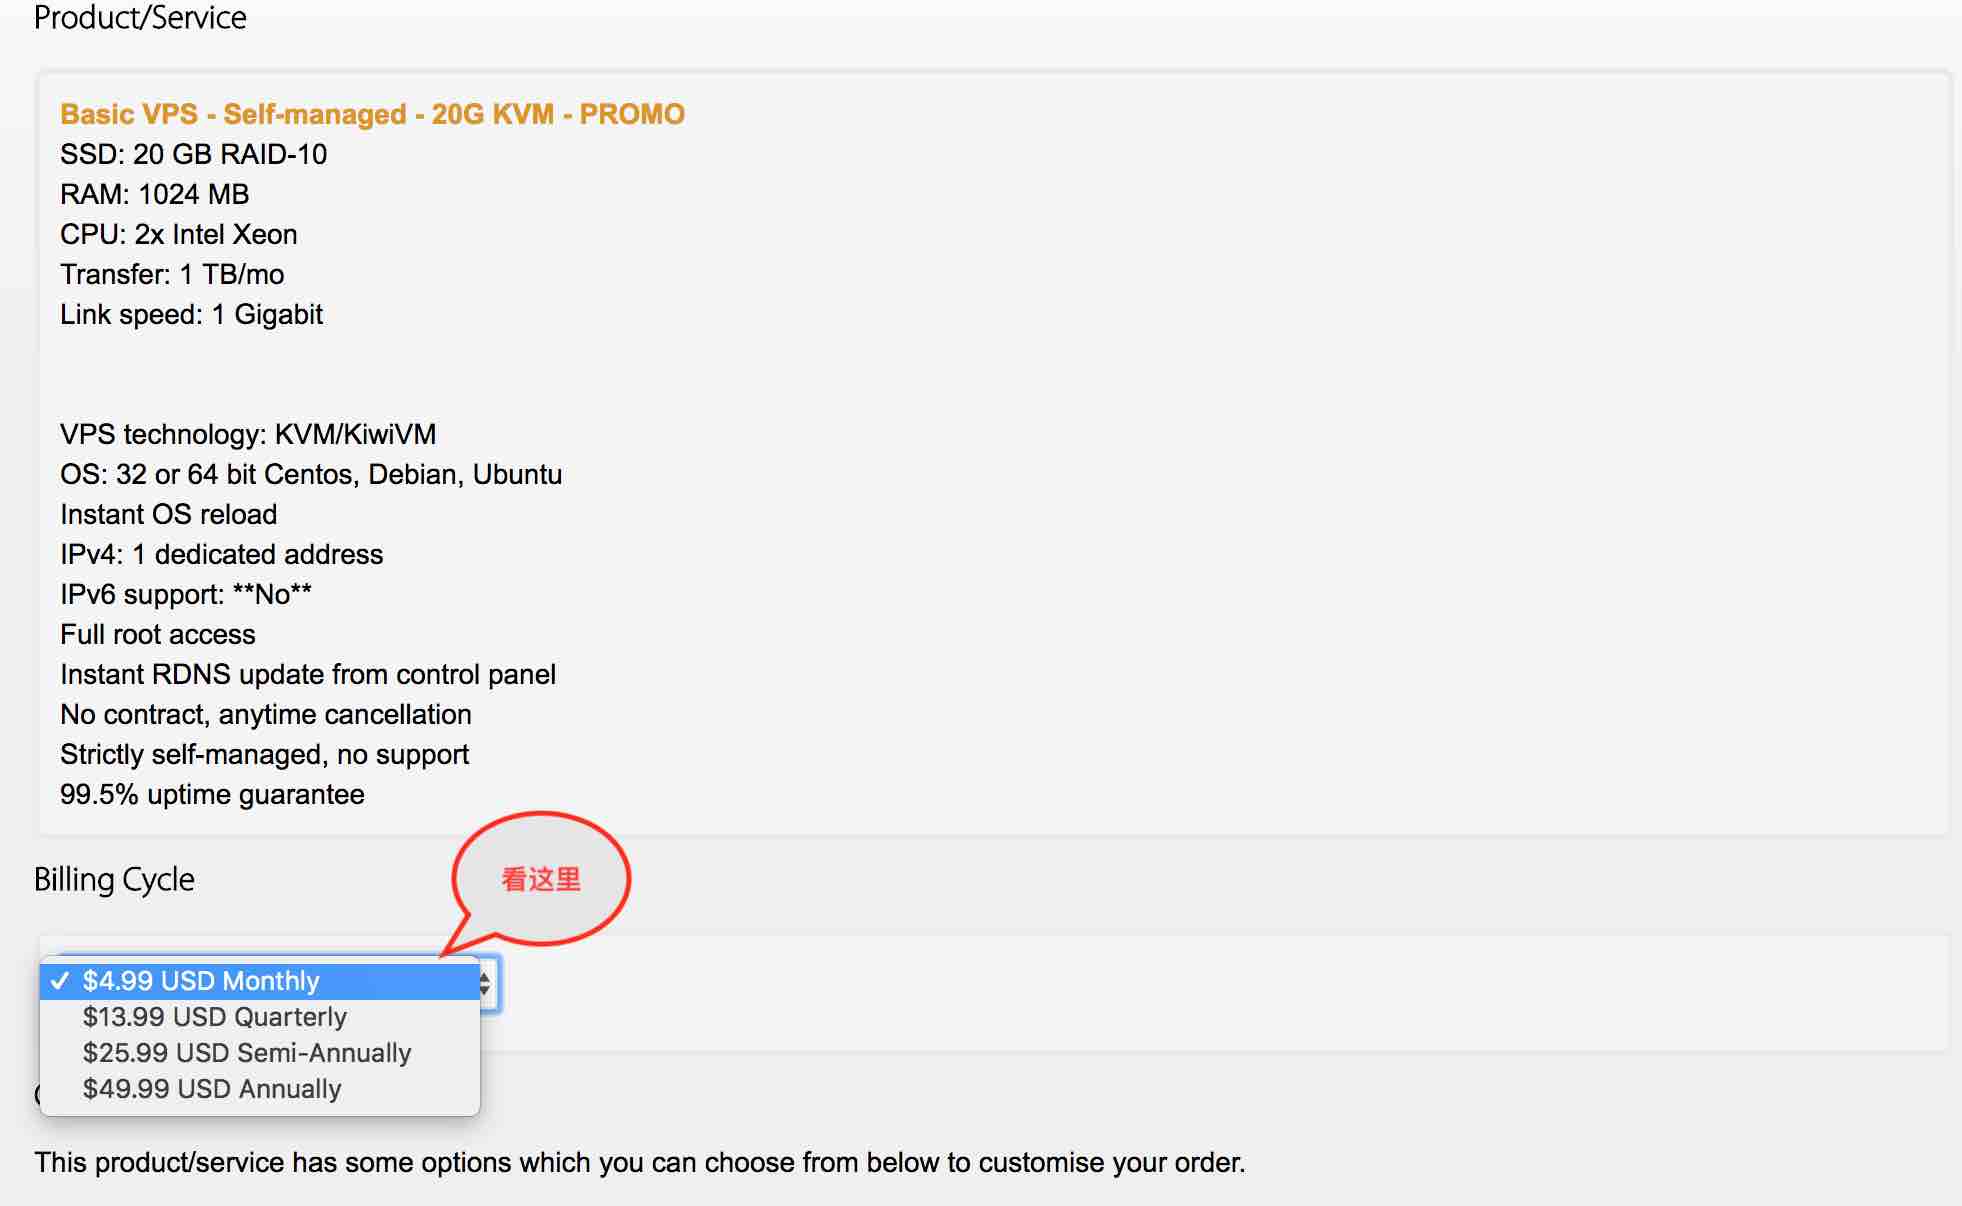 Product/Service
Basic VPS - Self-managed - 20G KVM - PROMO
SSD: 20 GB RAID-10
RAM: 1024 MB
CPU: 2x Intel Xeon
Transfer: 1 TB/mo
Link speed: 1 Gigabit
VPS technology: KVM/KiwiVM
OS: 32 or 64 bit Centos, Debian, Ubuntu
Instant OS reload
IPv4: 1 dedicated address
IPv6 support: **No**
Full root access
Instant RDNS update from control panel
No contract, anytime cancellation
Strictly self-managed, no support
99.5% uptime guarantee
Billing Cycle
看这里
✓ $4.99 USD Monthly
$13.99 USD Quarterly
$25.99 USD Semi-Annually
$49.99 USD Annually
This product/service has some options which you can choose from below to customise your order.